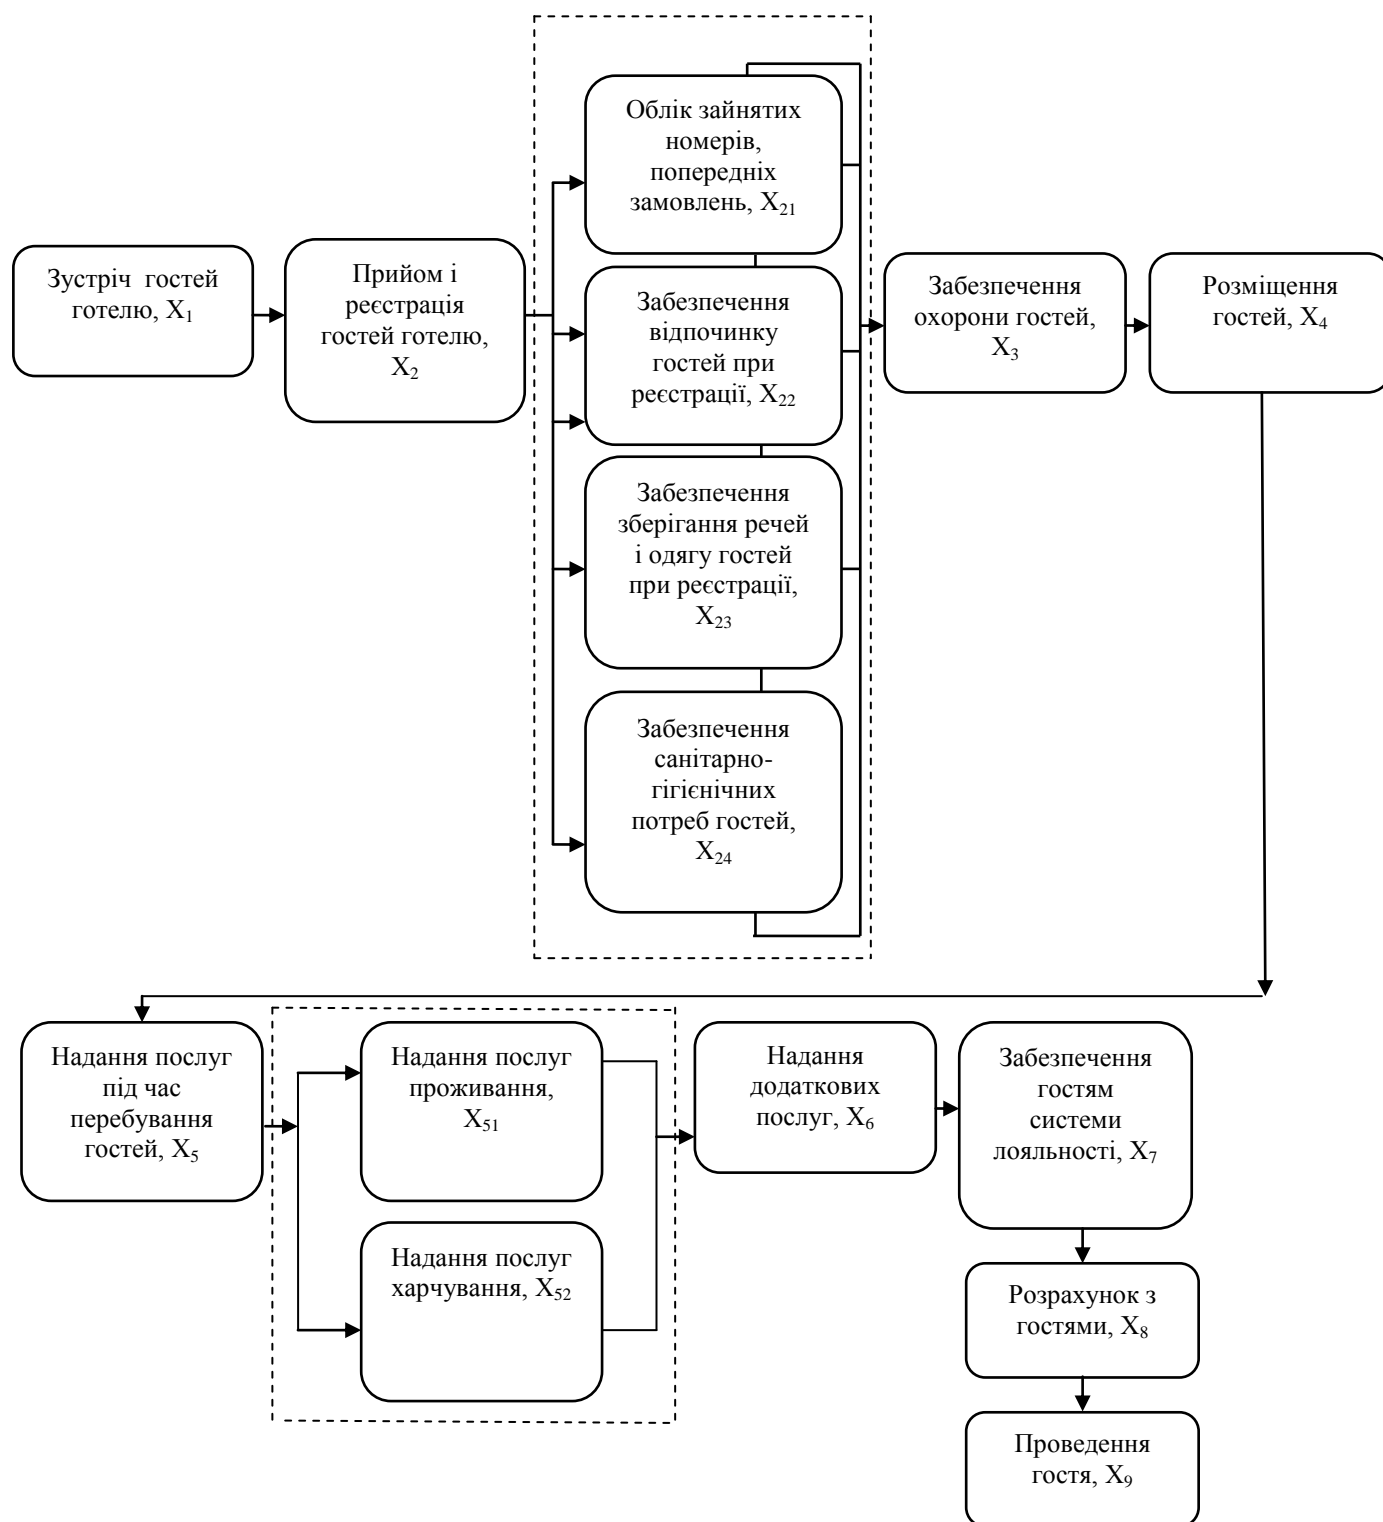 Зустріч гостей
готелю, X₁
Прийом і
реєстрація
гостей готелю,
X₂
Облік зайнятих
номерів,
попередніх
замовлень, X₂₁
Забезпечення
відпочинку
гостей при
реєстрації, X₂₂
Забезпечення
зберігання речей
і одягу гостей
при реєстрації,
X₂₃
Забезпечення
санітарно-
гігієнічних
потреб гостей,
X₂₄
Забезпечення
охорони гостей,
X₃
Розміщення
гостей, X₄
Надання послуг
під час
перебування
гостей, X₅
Надання послуг
проживання,
X₅₁
Надання послуг
харчування, X₅₂
Надання
додаткових
послуг, X₆
Забезпечення
гостям
системи
лояльності, X₇
Розрахунок з
гостями, X₈
Проведення
гостя, X₉